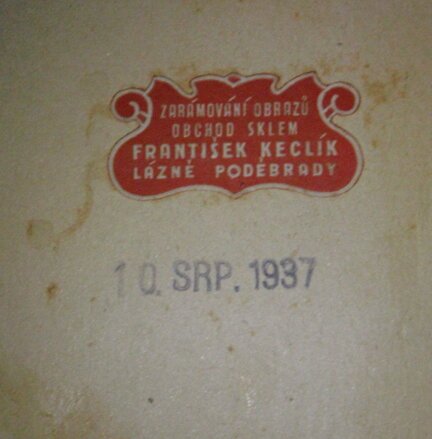 ZARÁMOVÁNÍ OBRAZŮ
OBCHOD SKLEM
FRANTIŠEK KECLÍK
LÁZNĚ PODĚBRADY
10. SRP. 1937